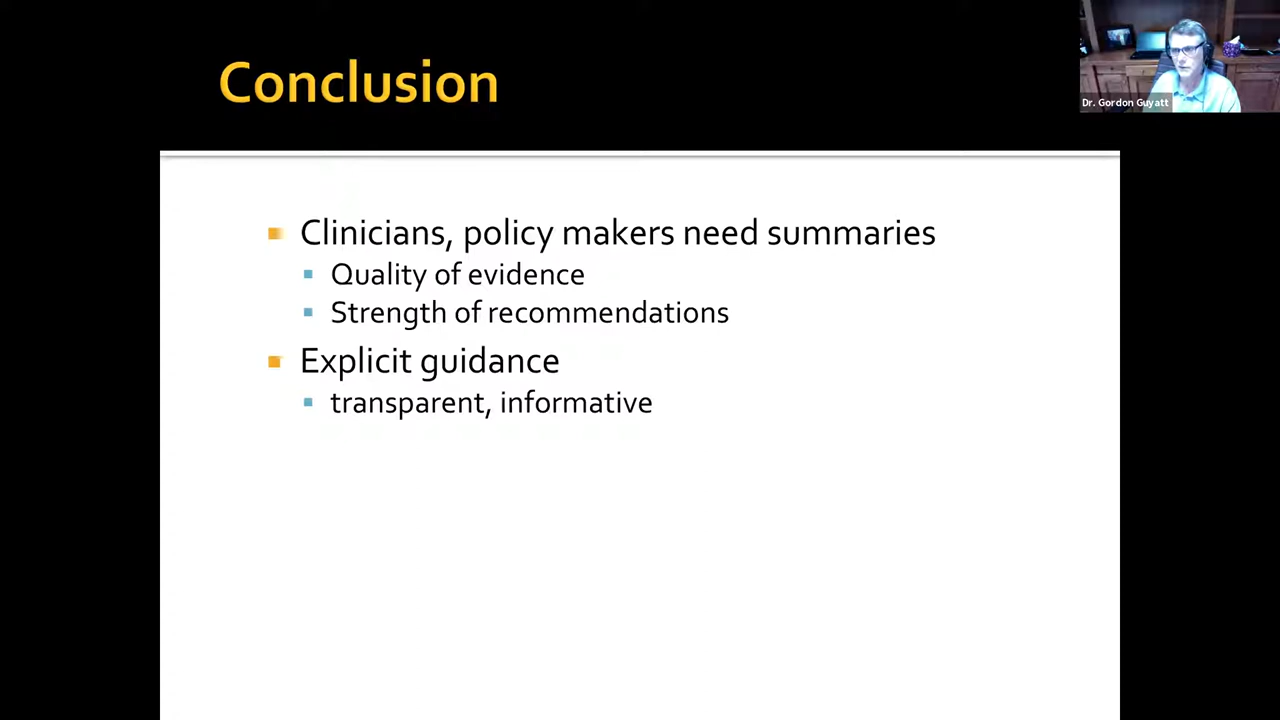 Conclusion
Dr. Gordon Guyatt
Clinicians, policy makers need summaries
Quality of evidence
Strength of recommendations
Explicit guidance
transparent, informative